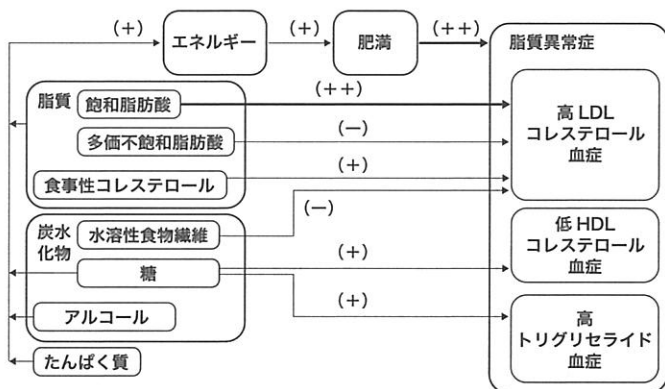 (+)
エネルギー
(+)
肥満
(++)
脂質異常症
脂質
飽和脂肪酸
(++)
多価不飽和脂肪酸
(−)
食事性コレステロール
(+)
高 LDL
コレステロール
血症
炭水
化物
水溶性食物繊維
(−)
糖
(+)
低 HDL
コレステロール
血症
アルコール
(+)
高
トリグリセライド
血症
たんぱく質